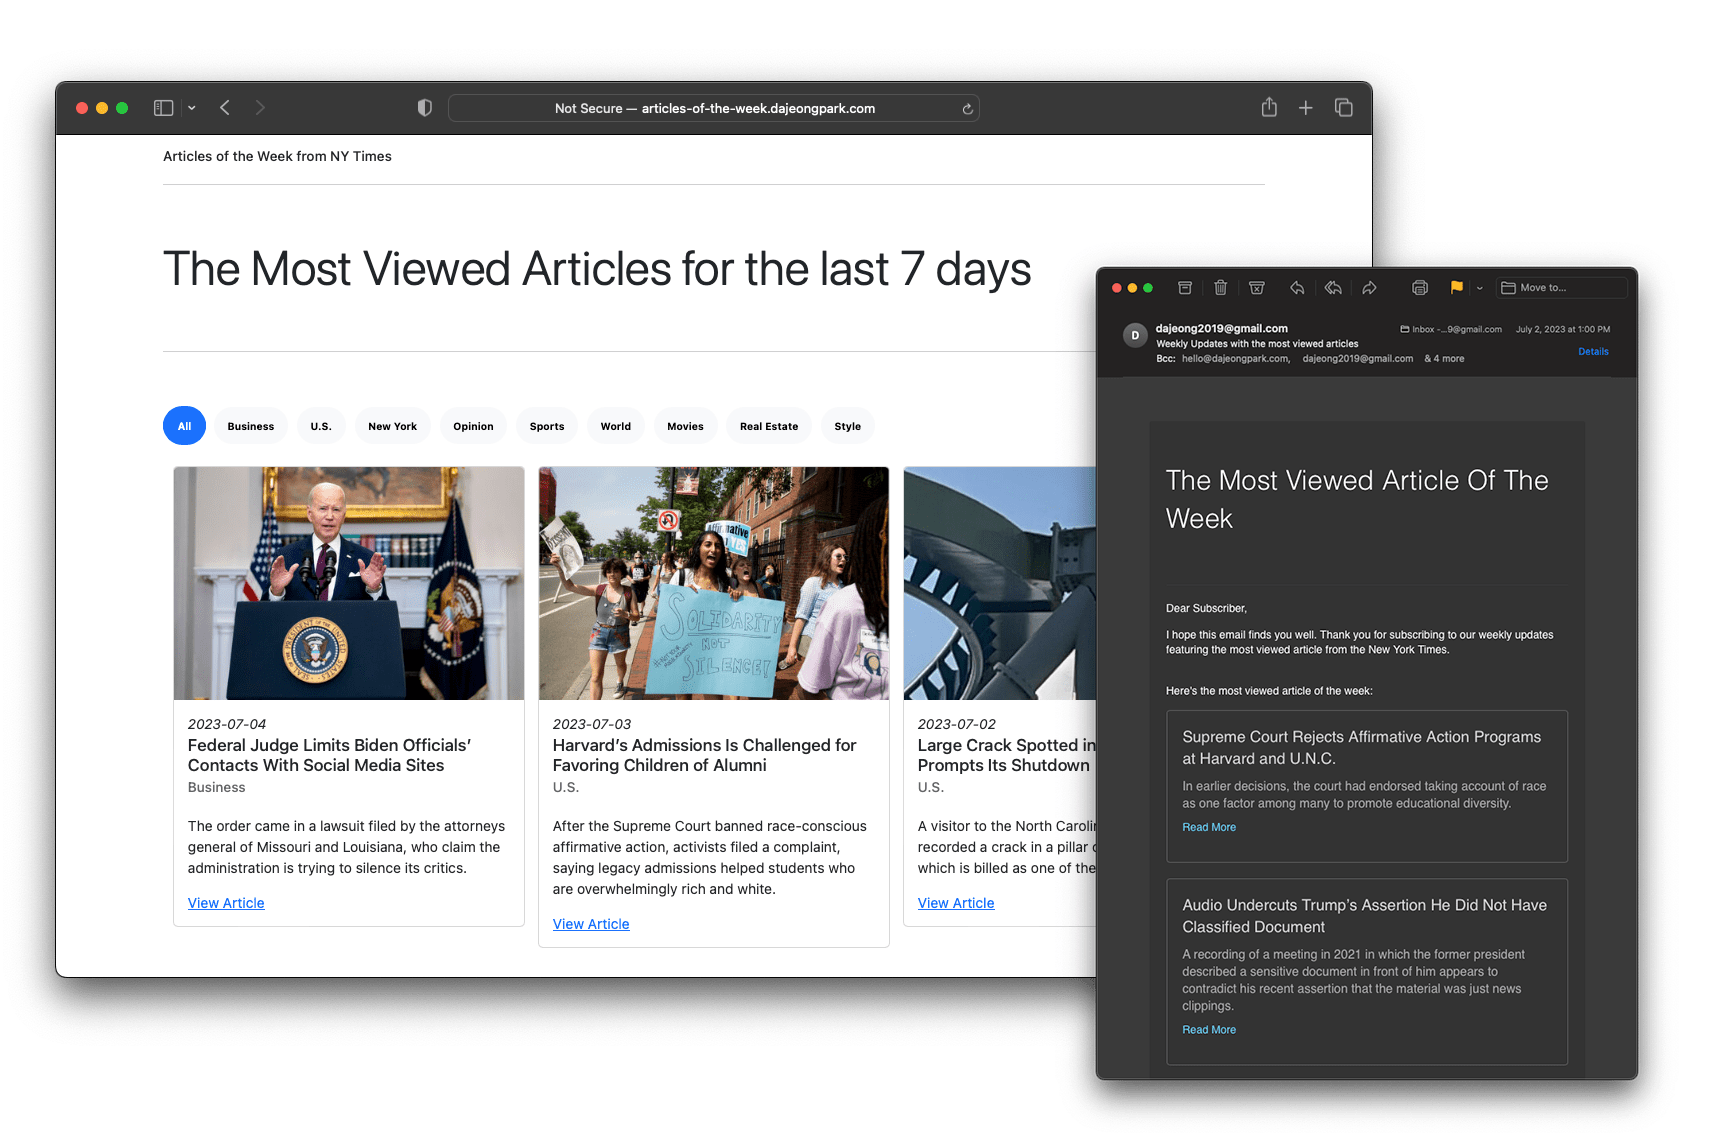 Not Secure — articles-of-the-week.dajeongpark.com
Articles of the Week from NY Times
The Most Viewed Articles for the last 7 days
All
Business
U.S.
New York
Opinion
Sports
World
Movies
Real Estate
Style
Affirmative
YES
SOLIDARITY
NOT
SILENCE!
2023-07-04
Federal Judge Limits Biden Officials’
Contacts With Social Media Sites
Business
The order came in a lawsuit filed by the attorneys
general of Missouri and Louisiana, who claim the
administration is trying to silence its critics.
View Article
2023-07-03
Harvard’s Admissions Is Challenged for
Favoring Children of Alumni
U.S.
After the Supreme Court banned race-conscious
affirmative action, activists filed a complaint,
saying legacy admissions helped students who
are overwhelmingly rich and white.
View Article
2023-07-02
Large Crack Spotted in
Prompts Its Shutdown
U.S.
A visitor to the North
recorded a crack in a pillar
which is billed as one of the
View Article
Move to...
D
dajeong2019@gmail.com
Inbox -...9@gmail.com
July 2, 2023 at 1:00 PM
Weekly Updates with the most viewed articles
Details
Bcc: hello@dajeongpark.com, dajeong2019@gmail.com & 4 more
The Most Viewed Article Of The
Week
Dear Subscriber,
I hope this email finds you well. Thank you for subscribing to our weekly updates
featuring the most viewed article from the New York Times.
Here's the most viewed article of the week:
Supreme Court Rejects Affirmative Action Programs
at Harvard and U.N.C.
In earlier decisions, the court had endorsed taking account of race
as one factor among many to promote educational diversity.
Read More
Audio Undercuts Trump’s Assertion He Did Not Have
Classified Document
A recording of a meeting in 2021 in which the former president
described a sensitive document in front of him appears to
contradict his recent assertion that the material was just news
clippings.
Read More